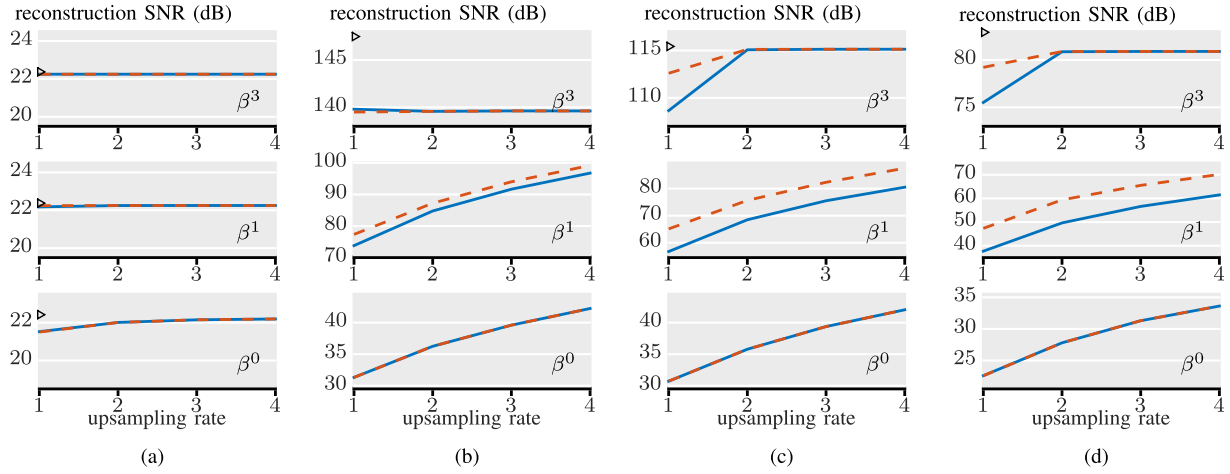 reconstruction SNR (dB)
24
22
20
β³
1 2 3 4
24
22
20
β¹
1 2 3 4
22
20
β⁰
1 2 3 4
upsampling rate
(a)
reconstruction SNR (dB)
145
140
β³
1 2 3 4
100
90
80
70
β¹
1 2 3 4
40
35
30
β⁰
1 2 3 4
upsampling rate
(b)
reconstruction SNR (dB)
115
110
β³
1 2 3 4
80
70
60
β¹
1 2 3 4
40
35
30
β⁰
1 2 3 4
upsampling rate
(c)
reconstruction SNR (dB)
80
75
β³
1 2 3 4
70
60
50
40
β¹
1 2 3 4
35
30
25
β⁰
1 2 3 4
upsampling rate
(d)